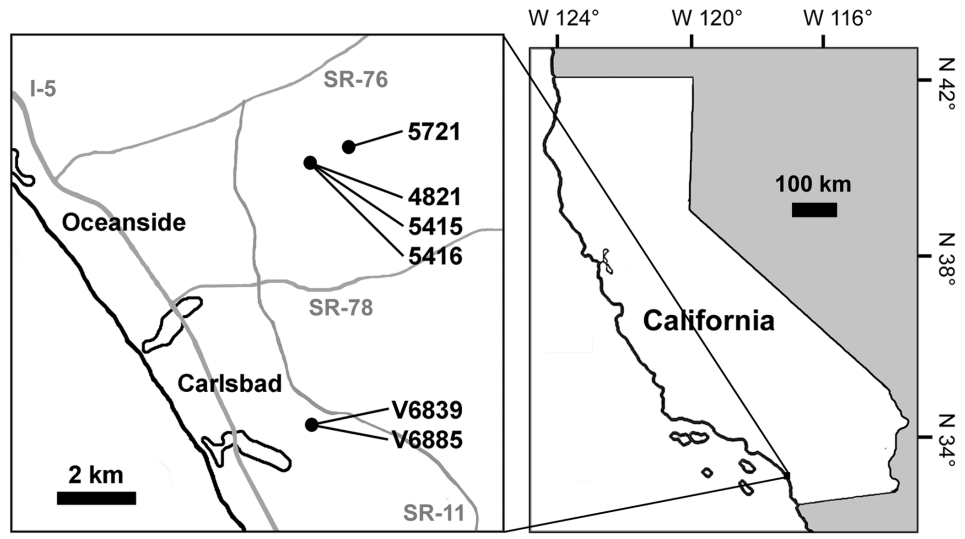 W 124° W 120° W 116°
I-5
SR-76
5721
4821
5415
5416
Oceanside
SR-78
Carlsbad
V6839
V6885
2 km
SR-11
N 42°
100 km
N 38°
California
N 34°